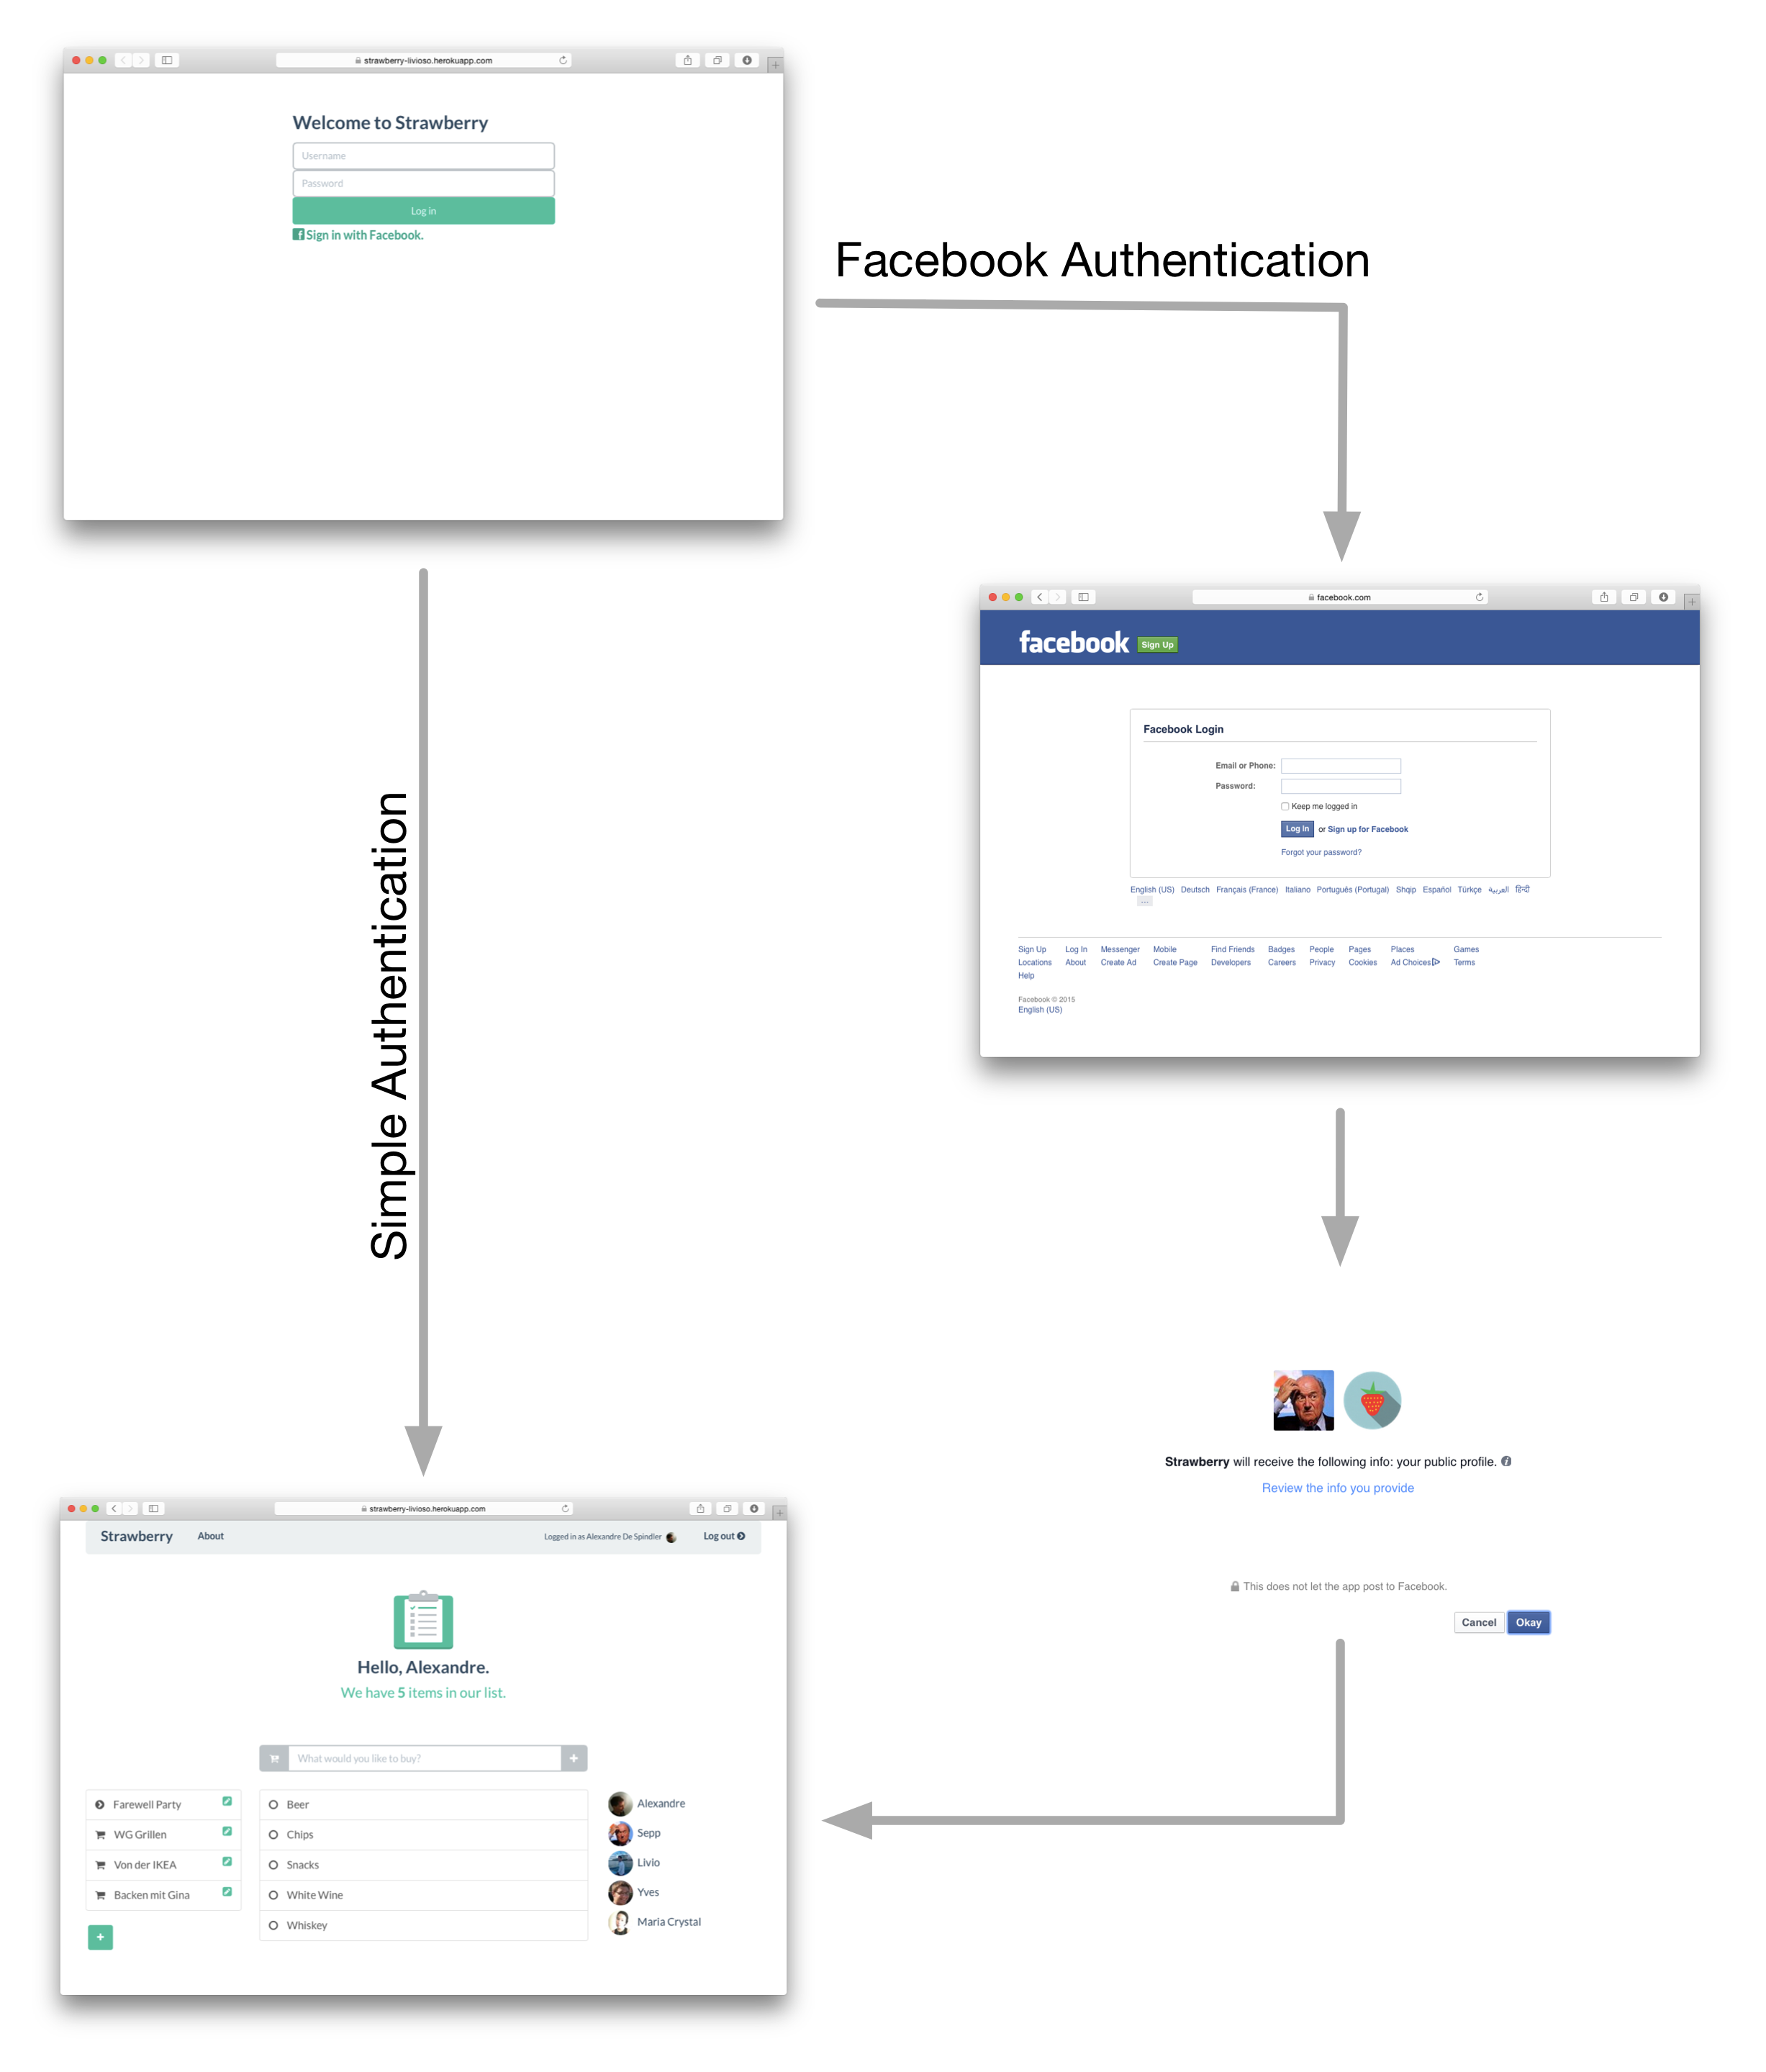 strawberry-livioso.herokuapp.com
Welcome to Strawberry
Username
Password
Log in
Sign in with Facebook.
Facebook Authentication
facebook.com
facebook Sign Up
Facebook Login
Email or Phone:
Password:
Keep me logged in
Log In or Sign up for Facebook
Forgot your password?
English (US) Deutsch Français (France) Italiano Português (Portugal) Shqip Español Türkçe العربية हिन्दी
...
Sign Up Log In Messenger Mobile Find Friends Badges People Pages Places Games
Locations About Create Ad Create Page Developers Careers Privacy Cookies Ad Choices Terms
Help
Facebook © 2015
English (US)
Simple Authentication
Strawberry will receive the following info: your public profile.
Review the info you provide
This does not let the app post to Facebook.
Cancel Okay
strawberry-livioso.herokuapp.com
Strawberry About Logged in as Alexandre De Spindler Log out
Hello, Alexandre.
We have 5 items in our list.
What would you like to buy?
Farewell Party
WG Grillen
Von der IKEA
Backen mit Gina
Beer
Chips
Snacks
White Wine
Whiskey
Alexandre
Sepp
Livio
Yves
Maria Crystal